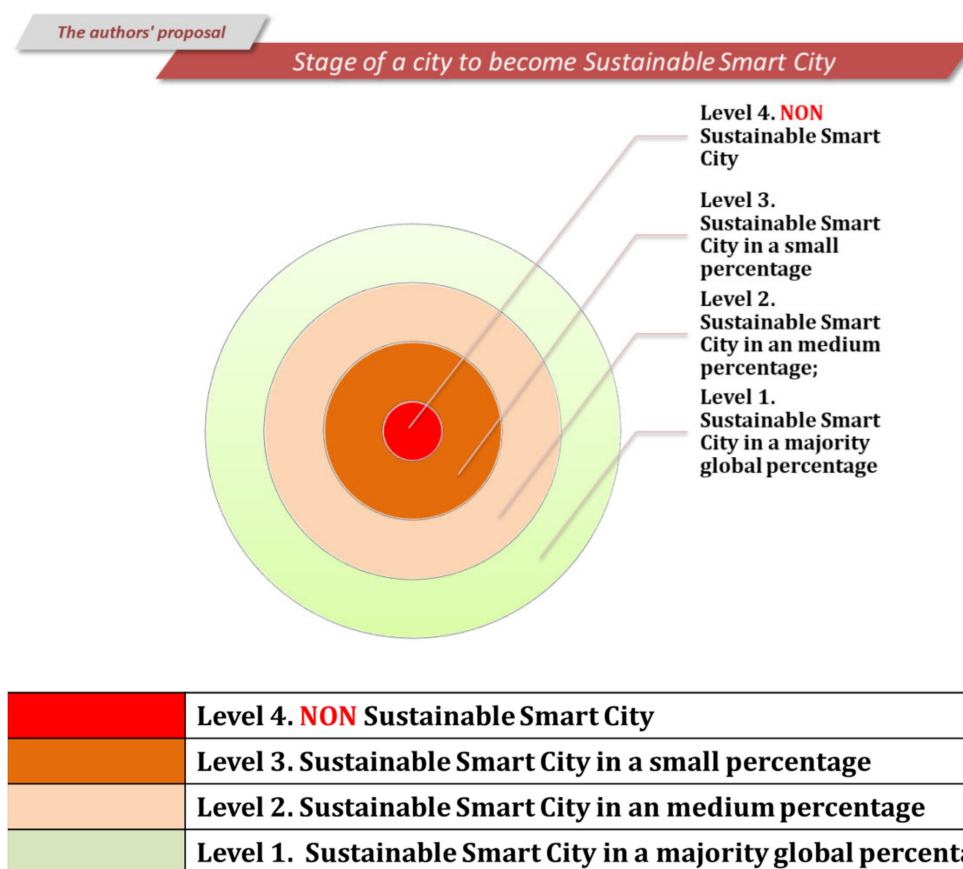 The authors' proposal
Stage of a city to become Sustainable Smart City
Level 4. NON
Sustainable Smart
City
Level 3.
Sustainable Smart
City in a small
percentage
Level 2.
Sustainable Smart
City in an medium
percentage;
Level 1.
Sustainable Smart
City in a majority
global percentage
Level 4. NON Sustainable Smart City
Level 3. Sustainable Smart City in a small percentage
Level 2. Sustainable Smart City in an medium percentage
Level 1. Sustainable Smart City in a majority global